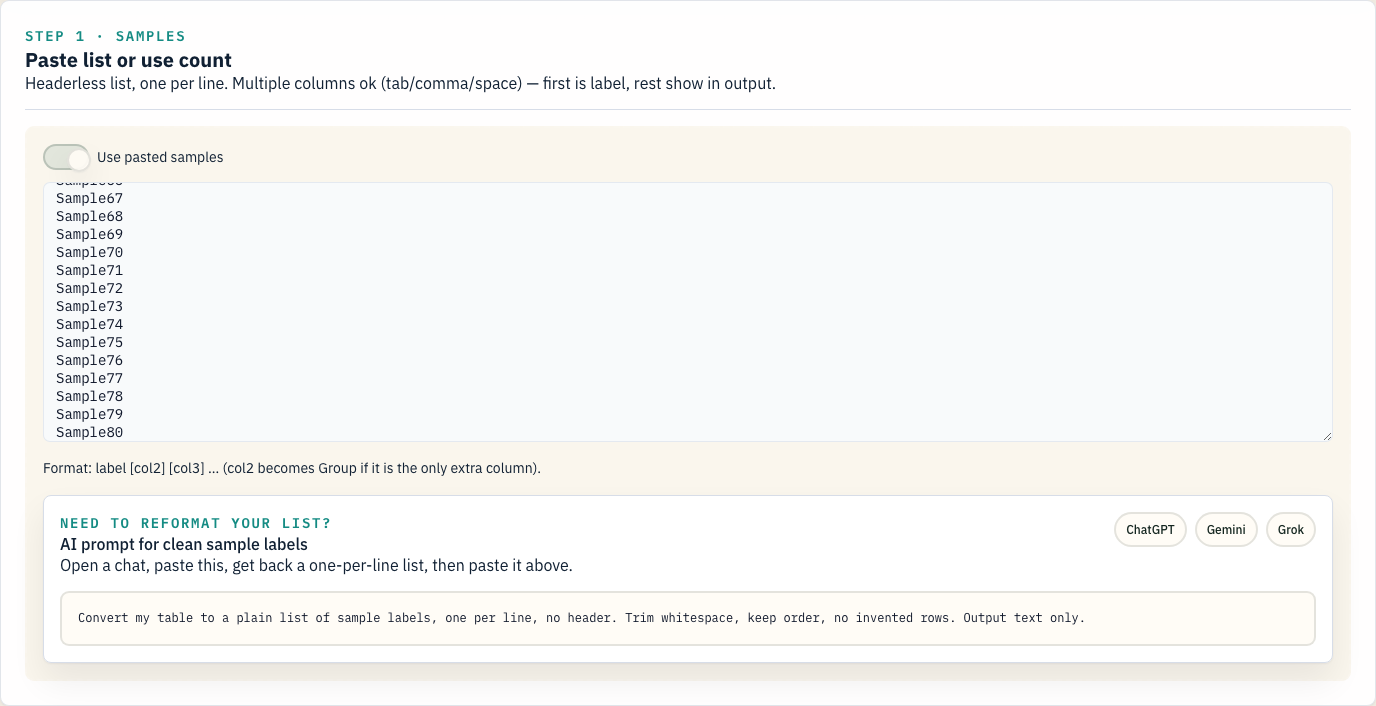 STEP 1 · SAMPLES
Paste list or use count
Headerless list, one per line. Multiple columns ok (tab/comma/space) — first is label, rest show in output.
Use pasted samples
Sample67
Sample68
Sample69
Sample70
Sample71
Sample72
Sample73
Sample74
Sample75
Sample76
Sample77
Sample78
Sample79
Sample80
Format: label [col2] [col3] ... (col2 becomes Group if it is the only extra column).
NEED TO REFORMAT YOUR LIST?
AI prompt for clean sample labels
Open a chat, paste this, get back a one-per-line list, then paste it above.
ChatGPT
Gemini
Grok
Convert my table to a plain list of sample labels, one per line, no header. Trim whitespace, keep order, no invented rows. Output text only.